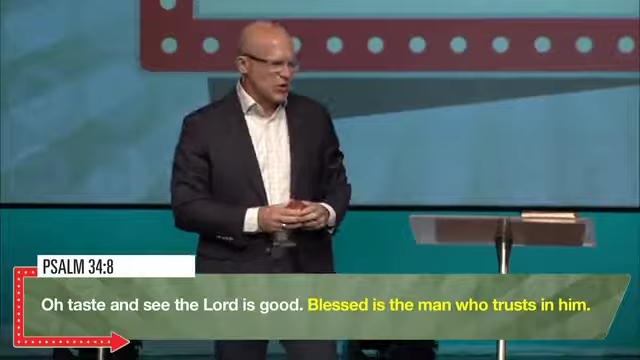 PSALM 34:8
Oh taste and see the Lord is good. Blessed is the man who trusts in him.